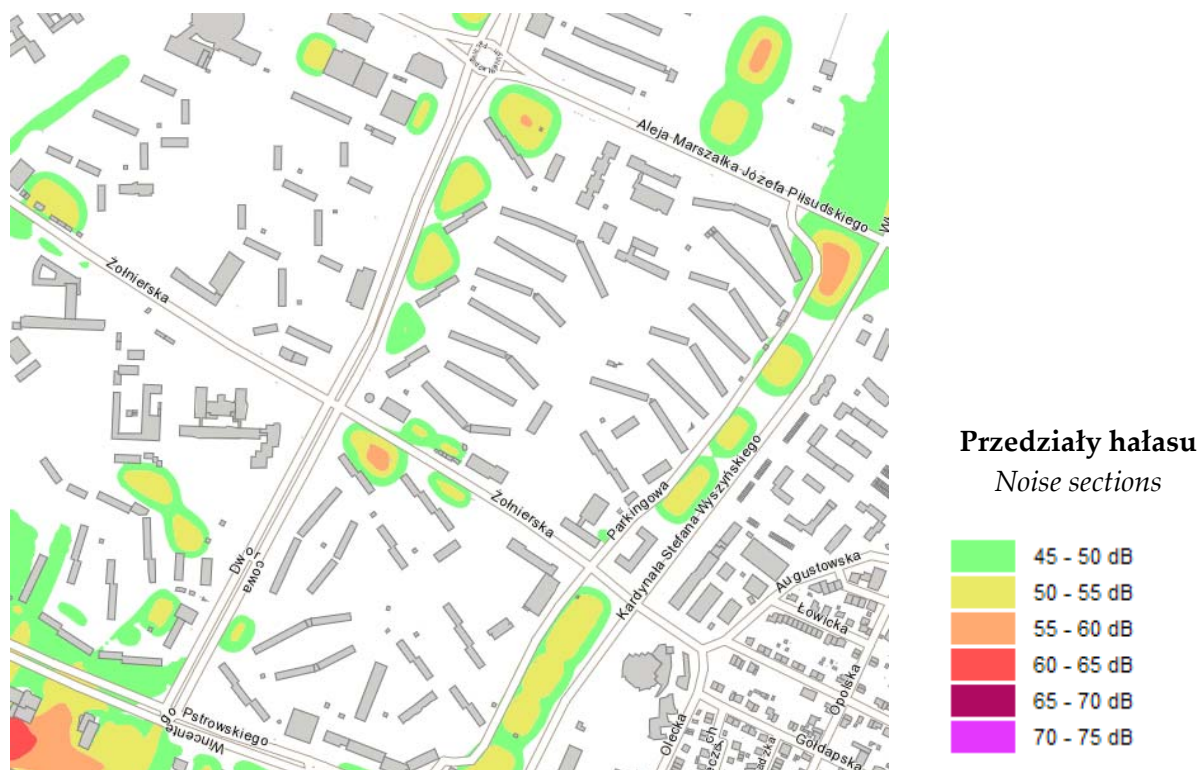 Aleja Marszałka Józefa Piłsudskiego
Żołnierska
Żołnierska
Parkingowa
Kardynała Stefana Wyszyńskiego
Dworcowa
Augustowska
Łowicka
Opolska
Gołdapska
Olecka
Wincentego
Pstrowskiego
Przedziały hałasu
Noise sections
45 - 50 dB
50 - 55 dB
55 - 60 dB
60 - 65 dB
65 - 70 dB
70 - 75 dB